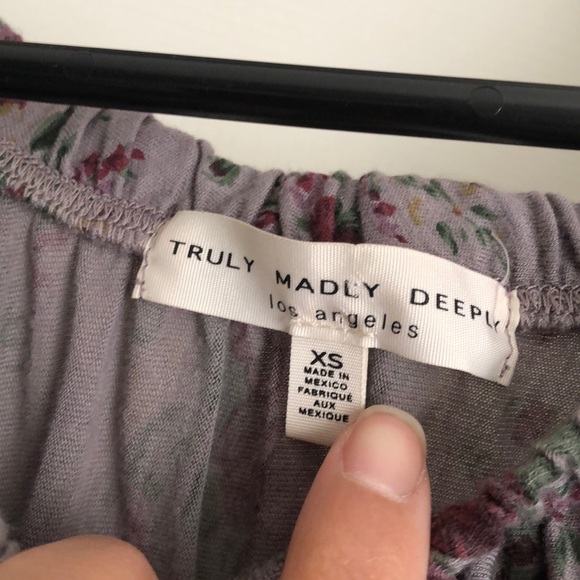 TRULY MADLY DEEPLY
los angeles
XS
MADE IN
MEXICO
FABRIQUÉ
AUX
MEXIQUE